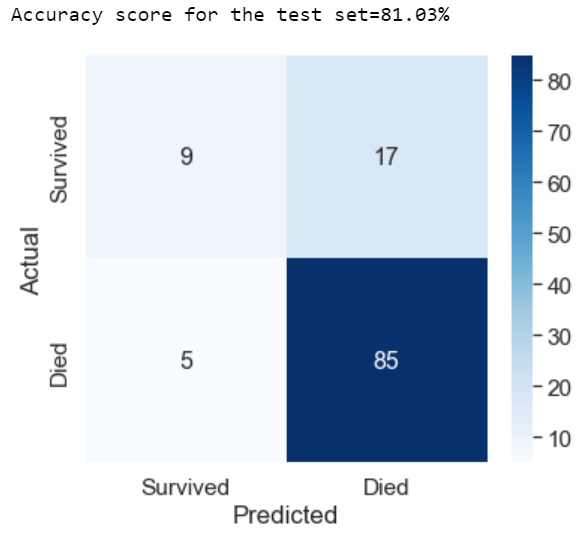 Accuracy score for the test set=81.03%
Actual
Survived
9
17
Died
5
85
Survived
Died
Predicted
80
70
60
50
40
30
20
10